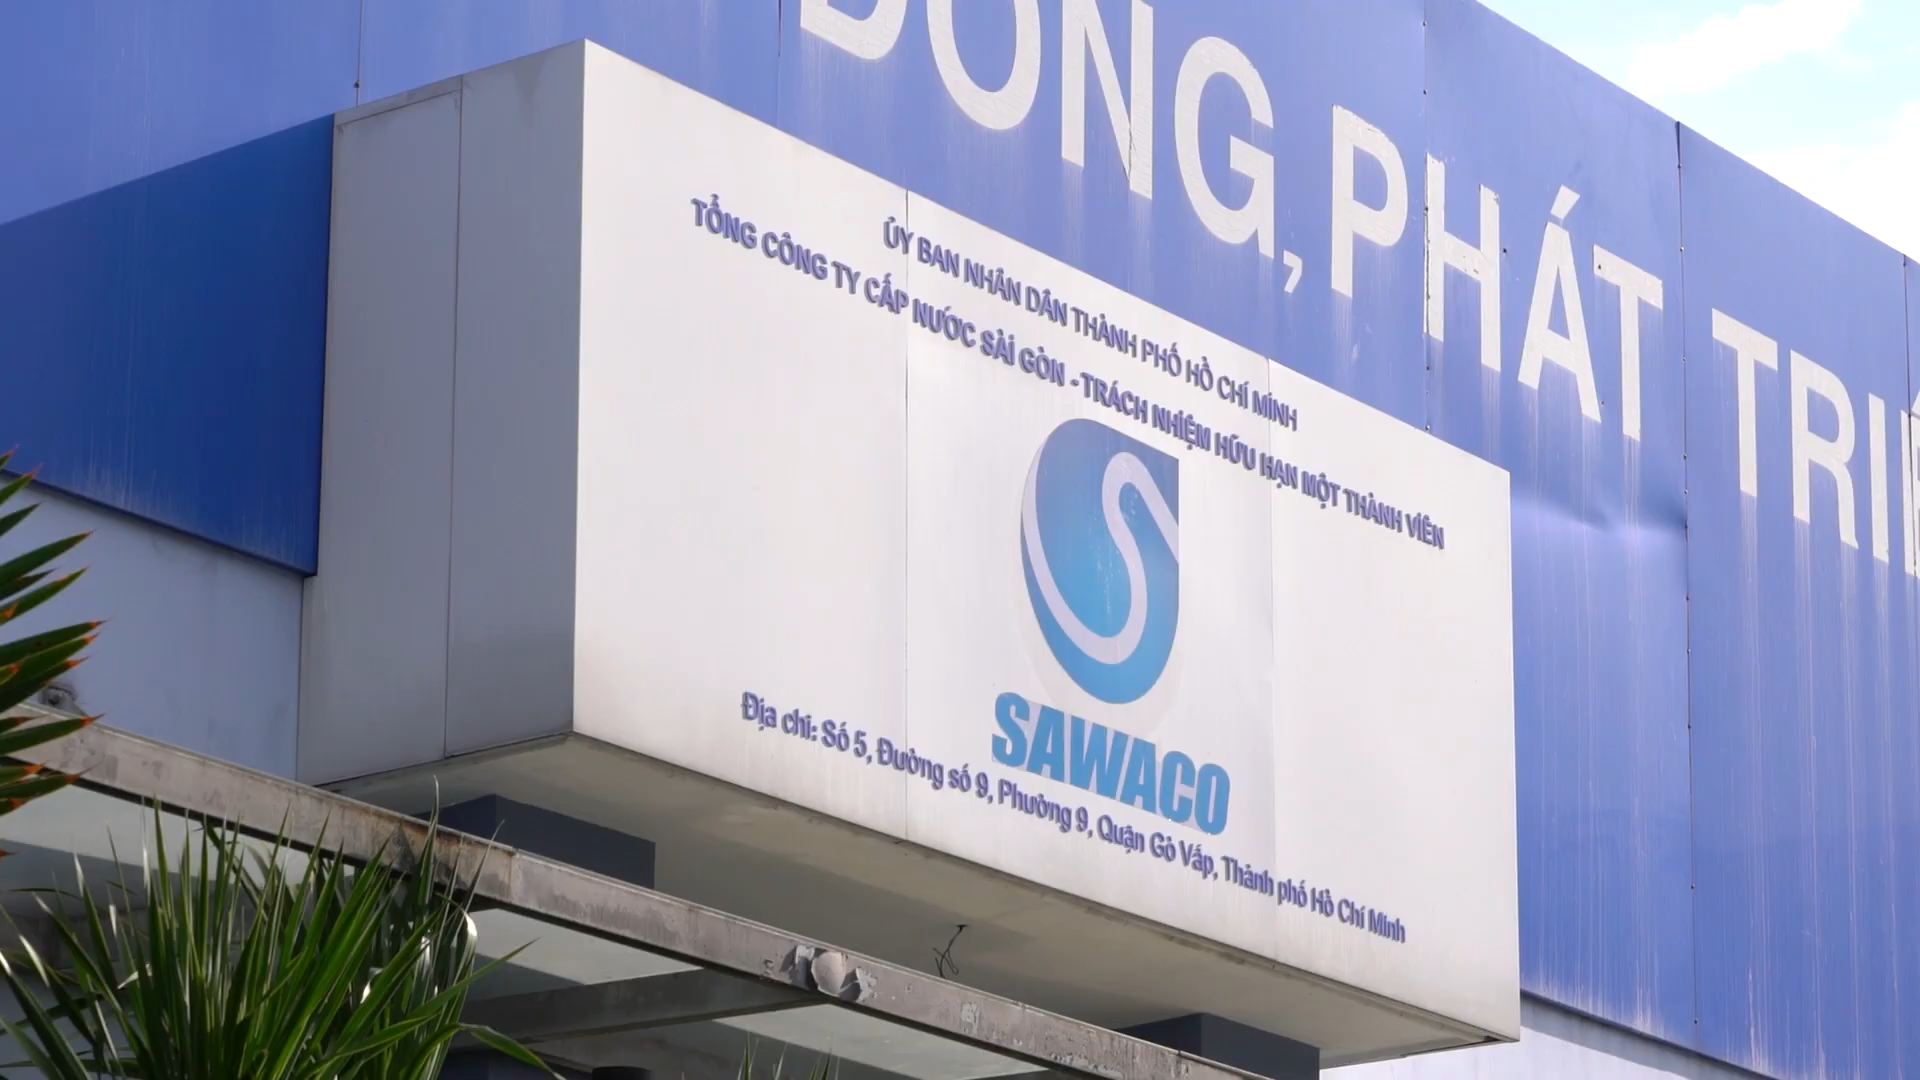 ĐỒNG, PHÁT TRI
ỦY BAN NHÂN DÂN THÀNH PHỐ HỒ CHÍ MINH
TỔNG CÔNG TY CẤP NƯỚC SÀI GÒN - TRÁCH NHIỆM HỮU HẠN MỘT THÀNH VIÊN
SAWACO
Địa chỉ: Số 5, Đường số 9, Phường 9, Quận Gò Vấp, Thành phố Hồ Chí Minh